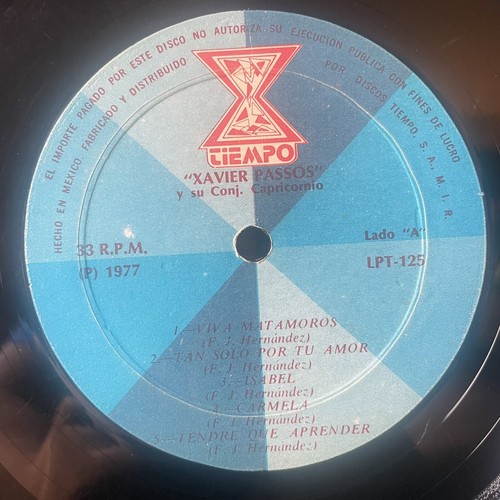 EL IMPORTE PAGADO POR ESTE DISCO NO AUTORIZA SU EJECUCION PUBLICA CON FINES DE LUCRO
HECHO EN MEXICO FABRICADO Y DISTRIBUIDO POR DISCOS TIEMPO, S. A., M. I. R.
TIEMPO
"XAVIER PASSOS"
y su Conj. Capricornio
33 R.P.M.
(P) 1977
Lado "A"
LPT-125
1.—VIVA MATAMOROS
(F. J. Hernández)
2.—TAN SOLO POR TU AMOR
(F. J. Hernández)
3.—ISABEL
(F. J. Hernández)
4.—CARMELA
(F. J. Hernández)
5.—TENDRE QUE APRENDER
(F. J. Hernández)